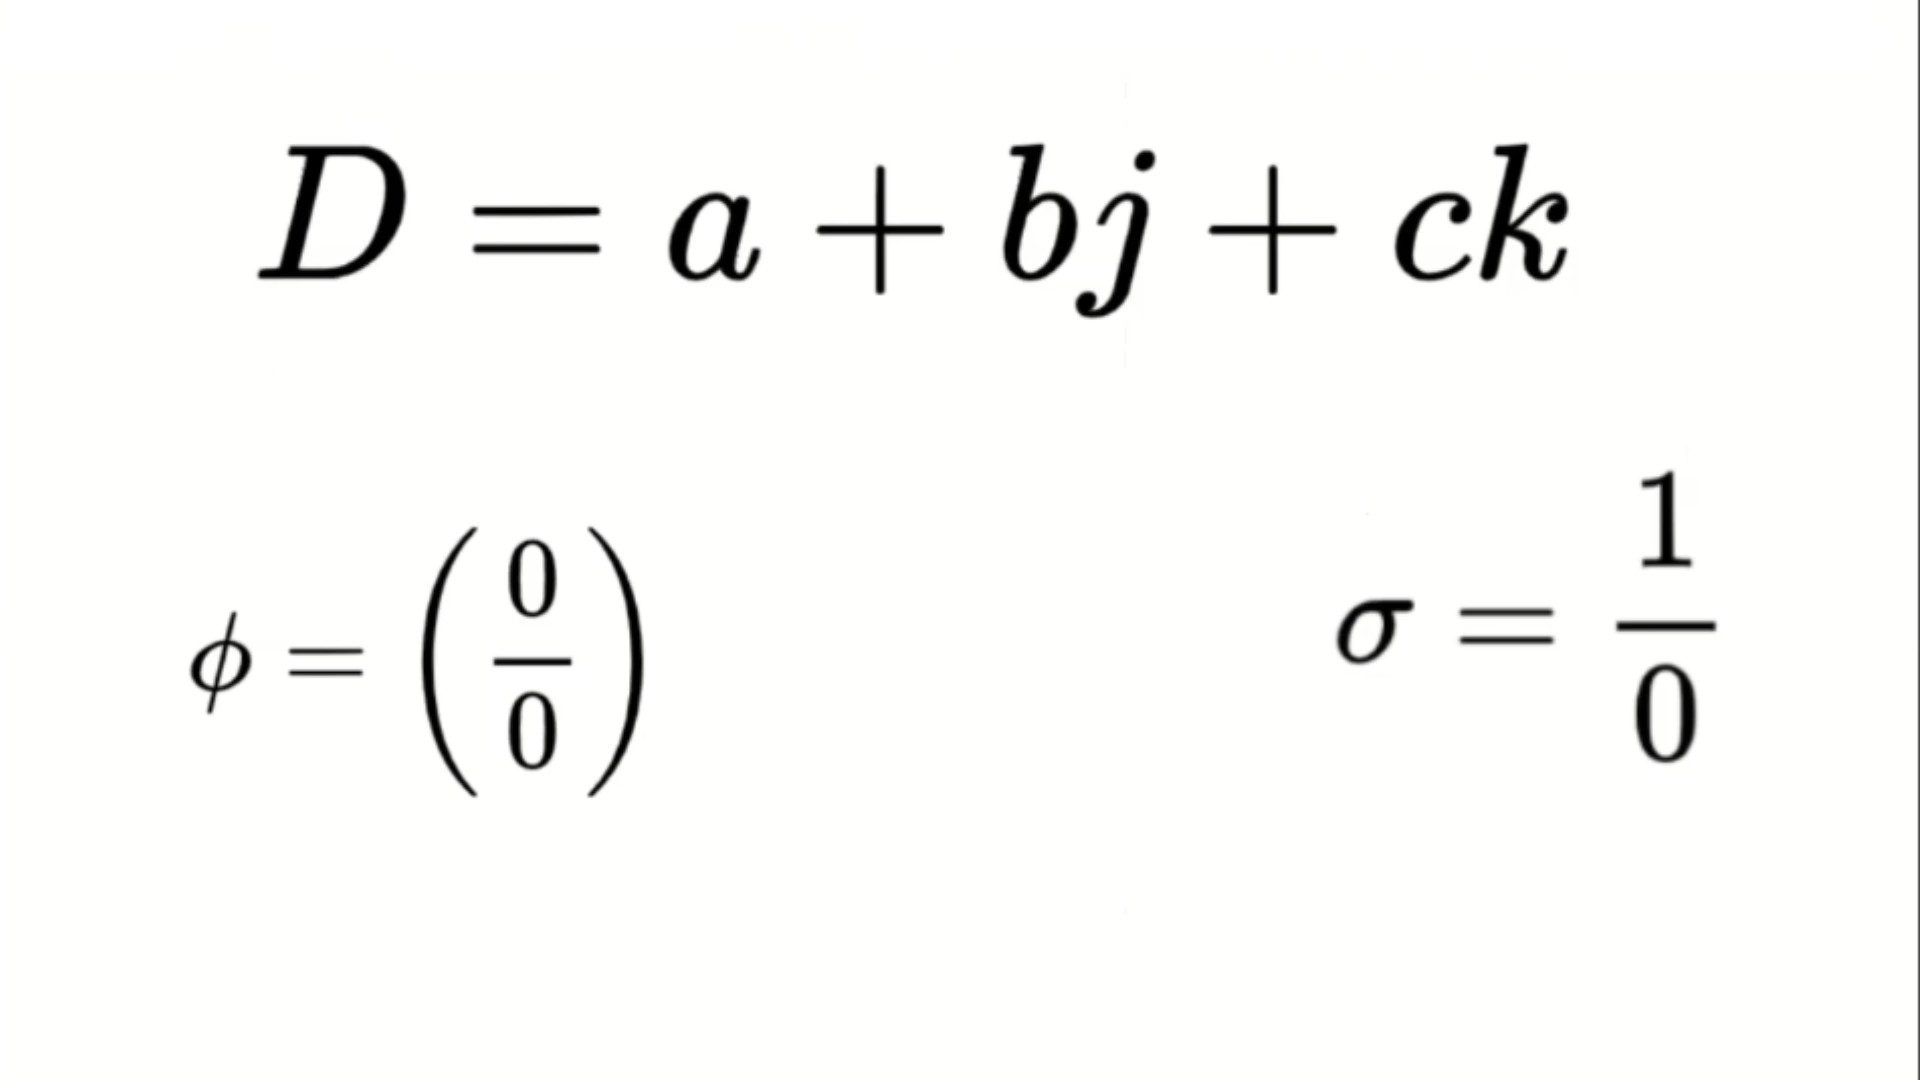 D = a + bj + ck
ϕ = (0/0)
σ = 1/0